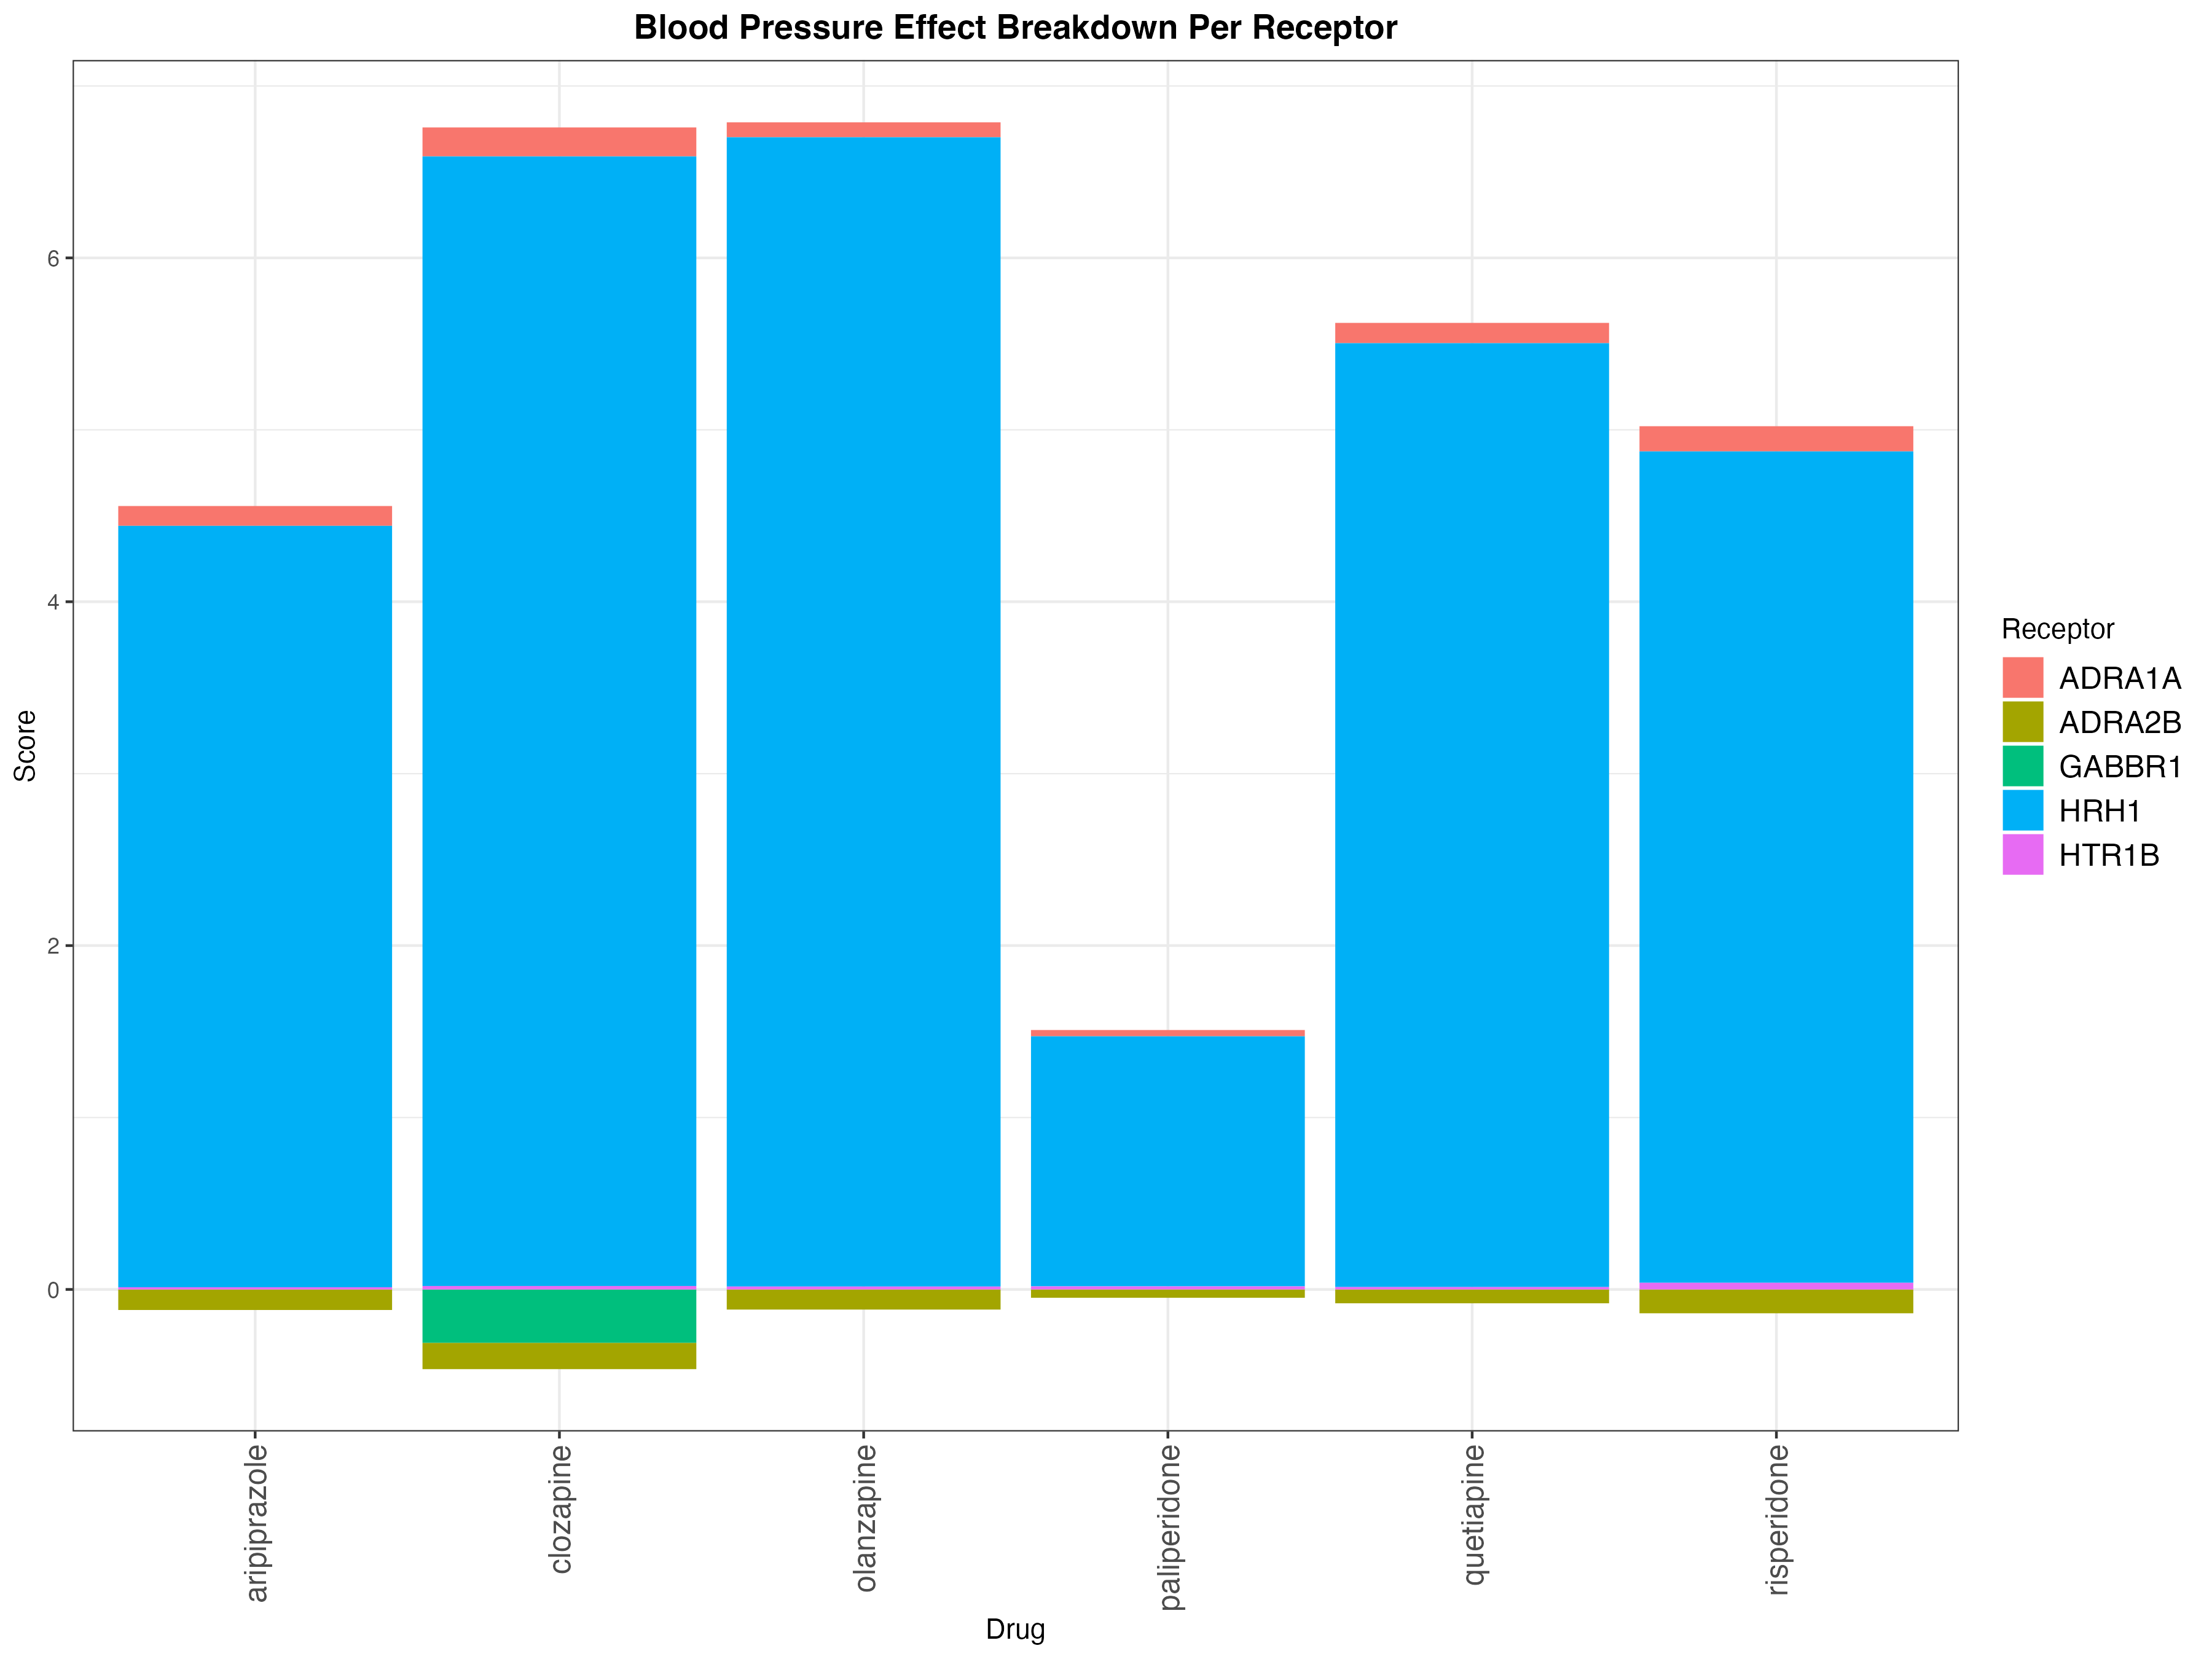 Blood Pressure Effect Breakdown Per Receptor
Score
6
4
2
0
aripiprazole
clozapine
olanzapine
paliperidone
quetiapine
risperidone
Drug
Receptor
ADRA1A
ADRA2B
GABBR1
HRH1
HTR1B